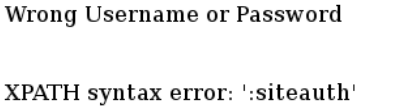 Wrong Username or Password
XPATH syntax error: ':siteauth'